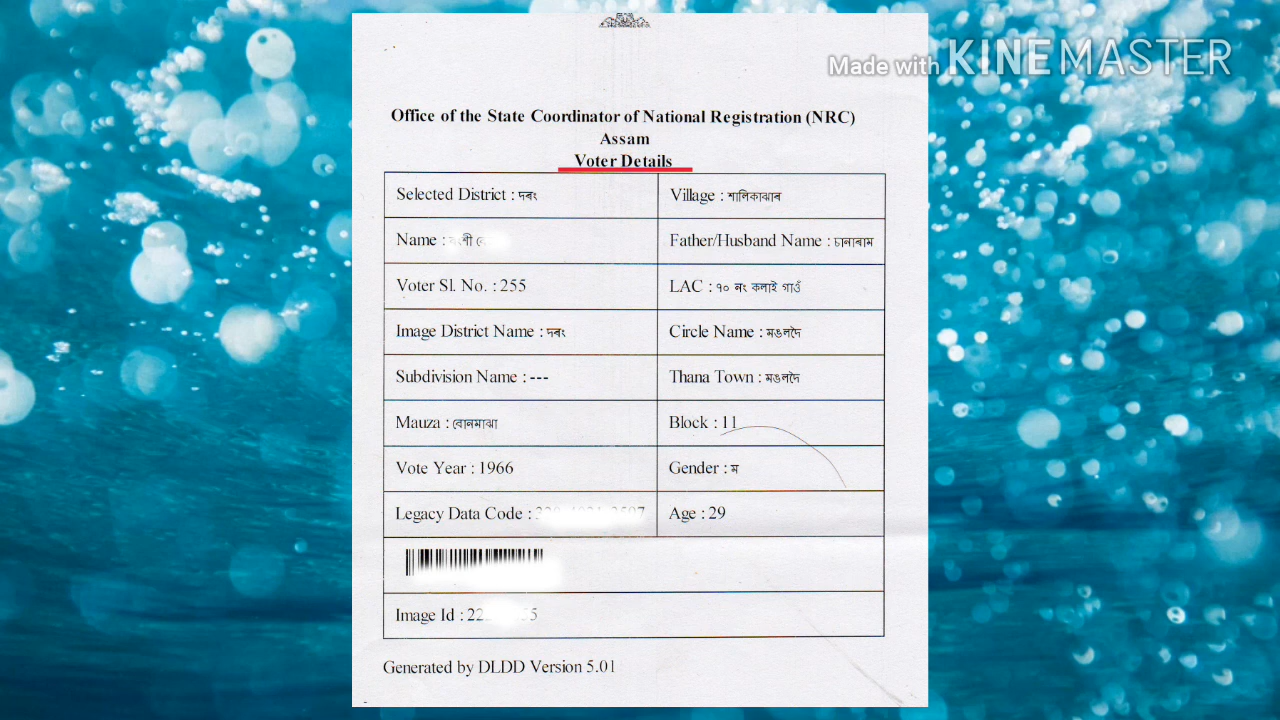 Made with KINEMASTER
Office of the State Coordinator of National Registration (NRC)
Assam
Voter Details
Selected District : দৰং
Village : শালিকাঝাৰ
Name :
Father/Husband Name : চানাৰাম
Voter Sl. No. : 255
LAC : ৭০ নং কলাই গাওঁ
Image District Name : দৰং
Circle Name : মঙলদৈ
Subdivision Name : ---
Thana Town : মঙলদৈ
Mauza : বোনমাঝা
Block : 11
Vote Year : 1966
Gender : ম
Legacy Data Code :
Age : 29
Image Id :
Generated by DLDD Version 5.01